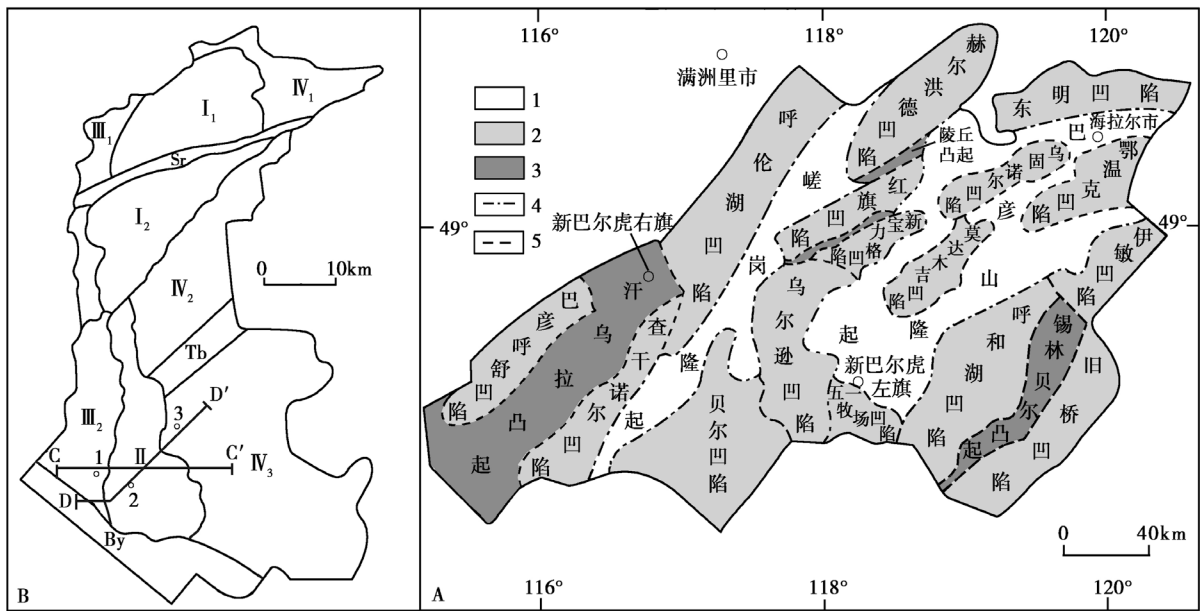 Ⅳ₁
Ⅰ₁
Ⅲ₁
Sr
Ⅰ₂
0 10km
Ⅳ₂
Tb
D′
3
Ⅲ₂
C 1 Ⅱ C′
Ⅳ₃
D 2
By
B
116° 118° 120°
满洲里市
1
2
3
4
5
49°
49°
新巴尔虎右旗
呼伦湖凹陷
赫尔洪德凹陷
陵丘
凸起
东明凹陷
海拉尔市
鄂温克凹陷
乌固诺尔凹陷
红旗凹陷
新宝力格凹陷
莫达木吉凹陷
伊敏凹陷
嵯岗隆起
巴彦山隆起
巴彦呼舒凹陷
汗乌拉凸起
查干诺尔凹陷
贝尔凹陷
乌尔逊凹陷
新巴尔虎
左旗
五一牧场凹陷
呼和湖凹陷
锡林贝尔凸起
旧桥凹陷
0 40km
A
116° 118° 120°